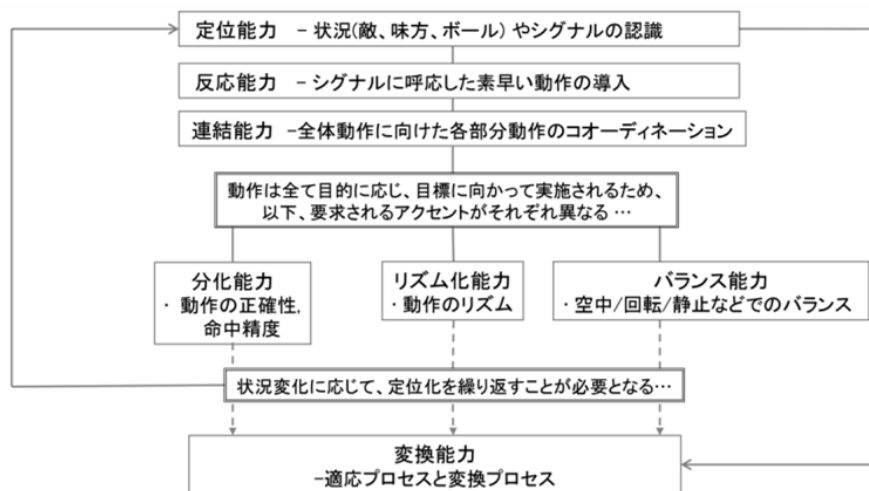 定位能力 －状況(敵、味方、ボール)やシグナルの認識
反応能力 －シグナルに呼応した素早い動作の導入
連結能力 －全体動作に向けた各部分動作のコオーディネーション
動作は全て目的に応じ、目標に向かって実施されるため、
以下、要求されるアクセントがそれぞれ異なる…
分化能力
・ 動作の正確性,
命中精度
リズム化能力
・動作のリズム
バランス能力
・空中/回転/静止などでのバランス
状況変化に応じて、定位化を繰り返すことが必要となる…
変換能力
－適応プロセスと変換プロセス